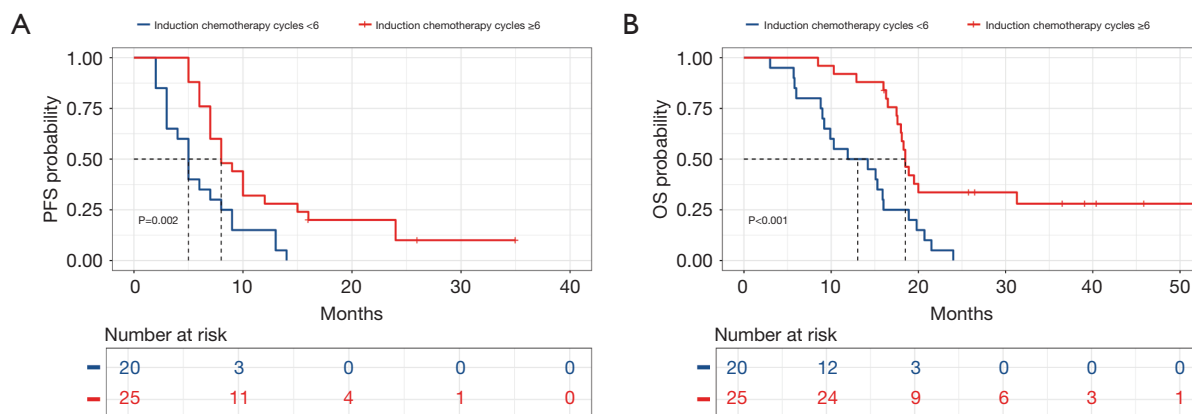 A
Induction chemotherapy cycles <6 Induction chemotherapy cycles ≥6
PFS probability
1.00
0.75
0.50
0.25
0.00
P=0.002
0 10 20 30 40
Months
Number at risk
20 3 0 0 0
25 11 4 1 0
B
Induction chemotherapy cycles <6 Induction chemotherapy cycles ≥6
OS probability
1.00
0.75
0.50
0.25
0.00
P<0.001
0 10 20 30 40 50
Months
Number at risk
20 12 3 0 0 0
25 24 9 6 3 1